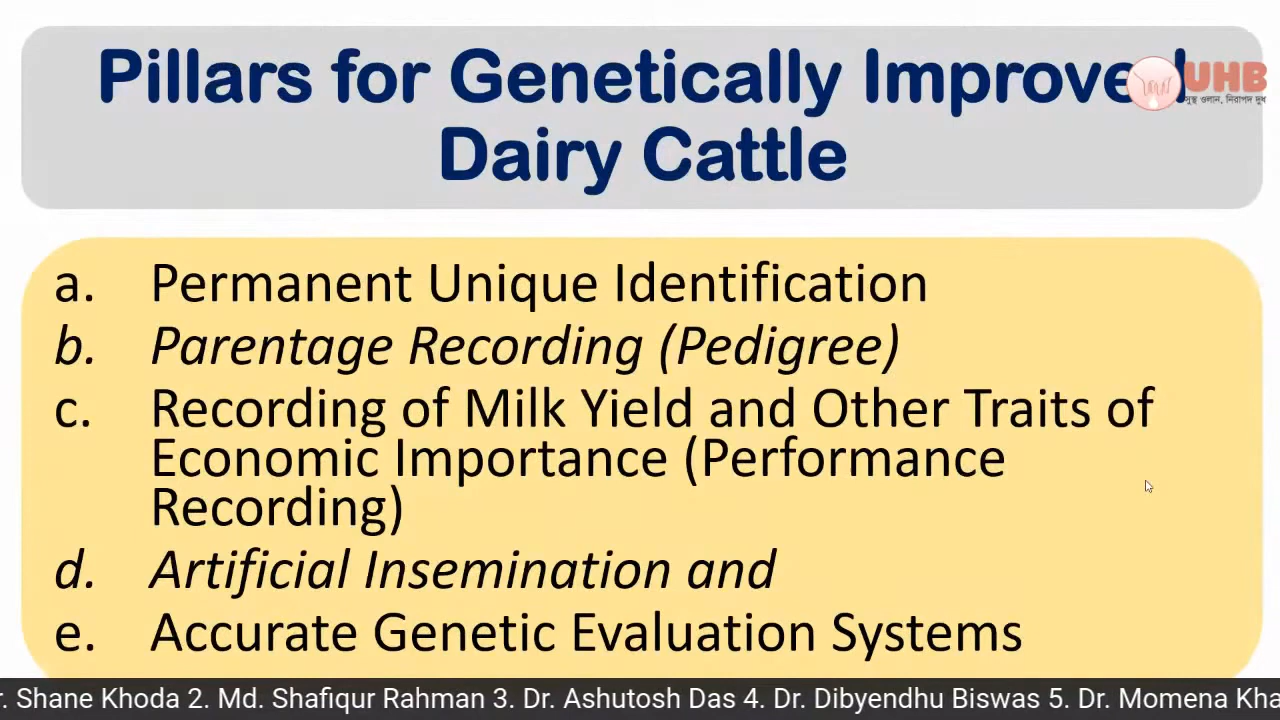 Pillars for Genetically Improved
UHB
সুস্থ ওলান, নিরাপদ দুধ
Dairy Cattle
a. Permanent Unique Identification
b. Parentage Recording (Pedigree)
c. Recording of Milk Yield and Other Traits of
Economic Importance (Performance
Recording)
d. Artificial Insemination and
e. Accurate Genetic Evaluation Systems
r. Shane Khoda 2. Md. Shafiqur Rahman 3. Dr. Ashutosh Das 4. Dr. Dibyendhu Biswas 5. Dr. Momena Kha